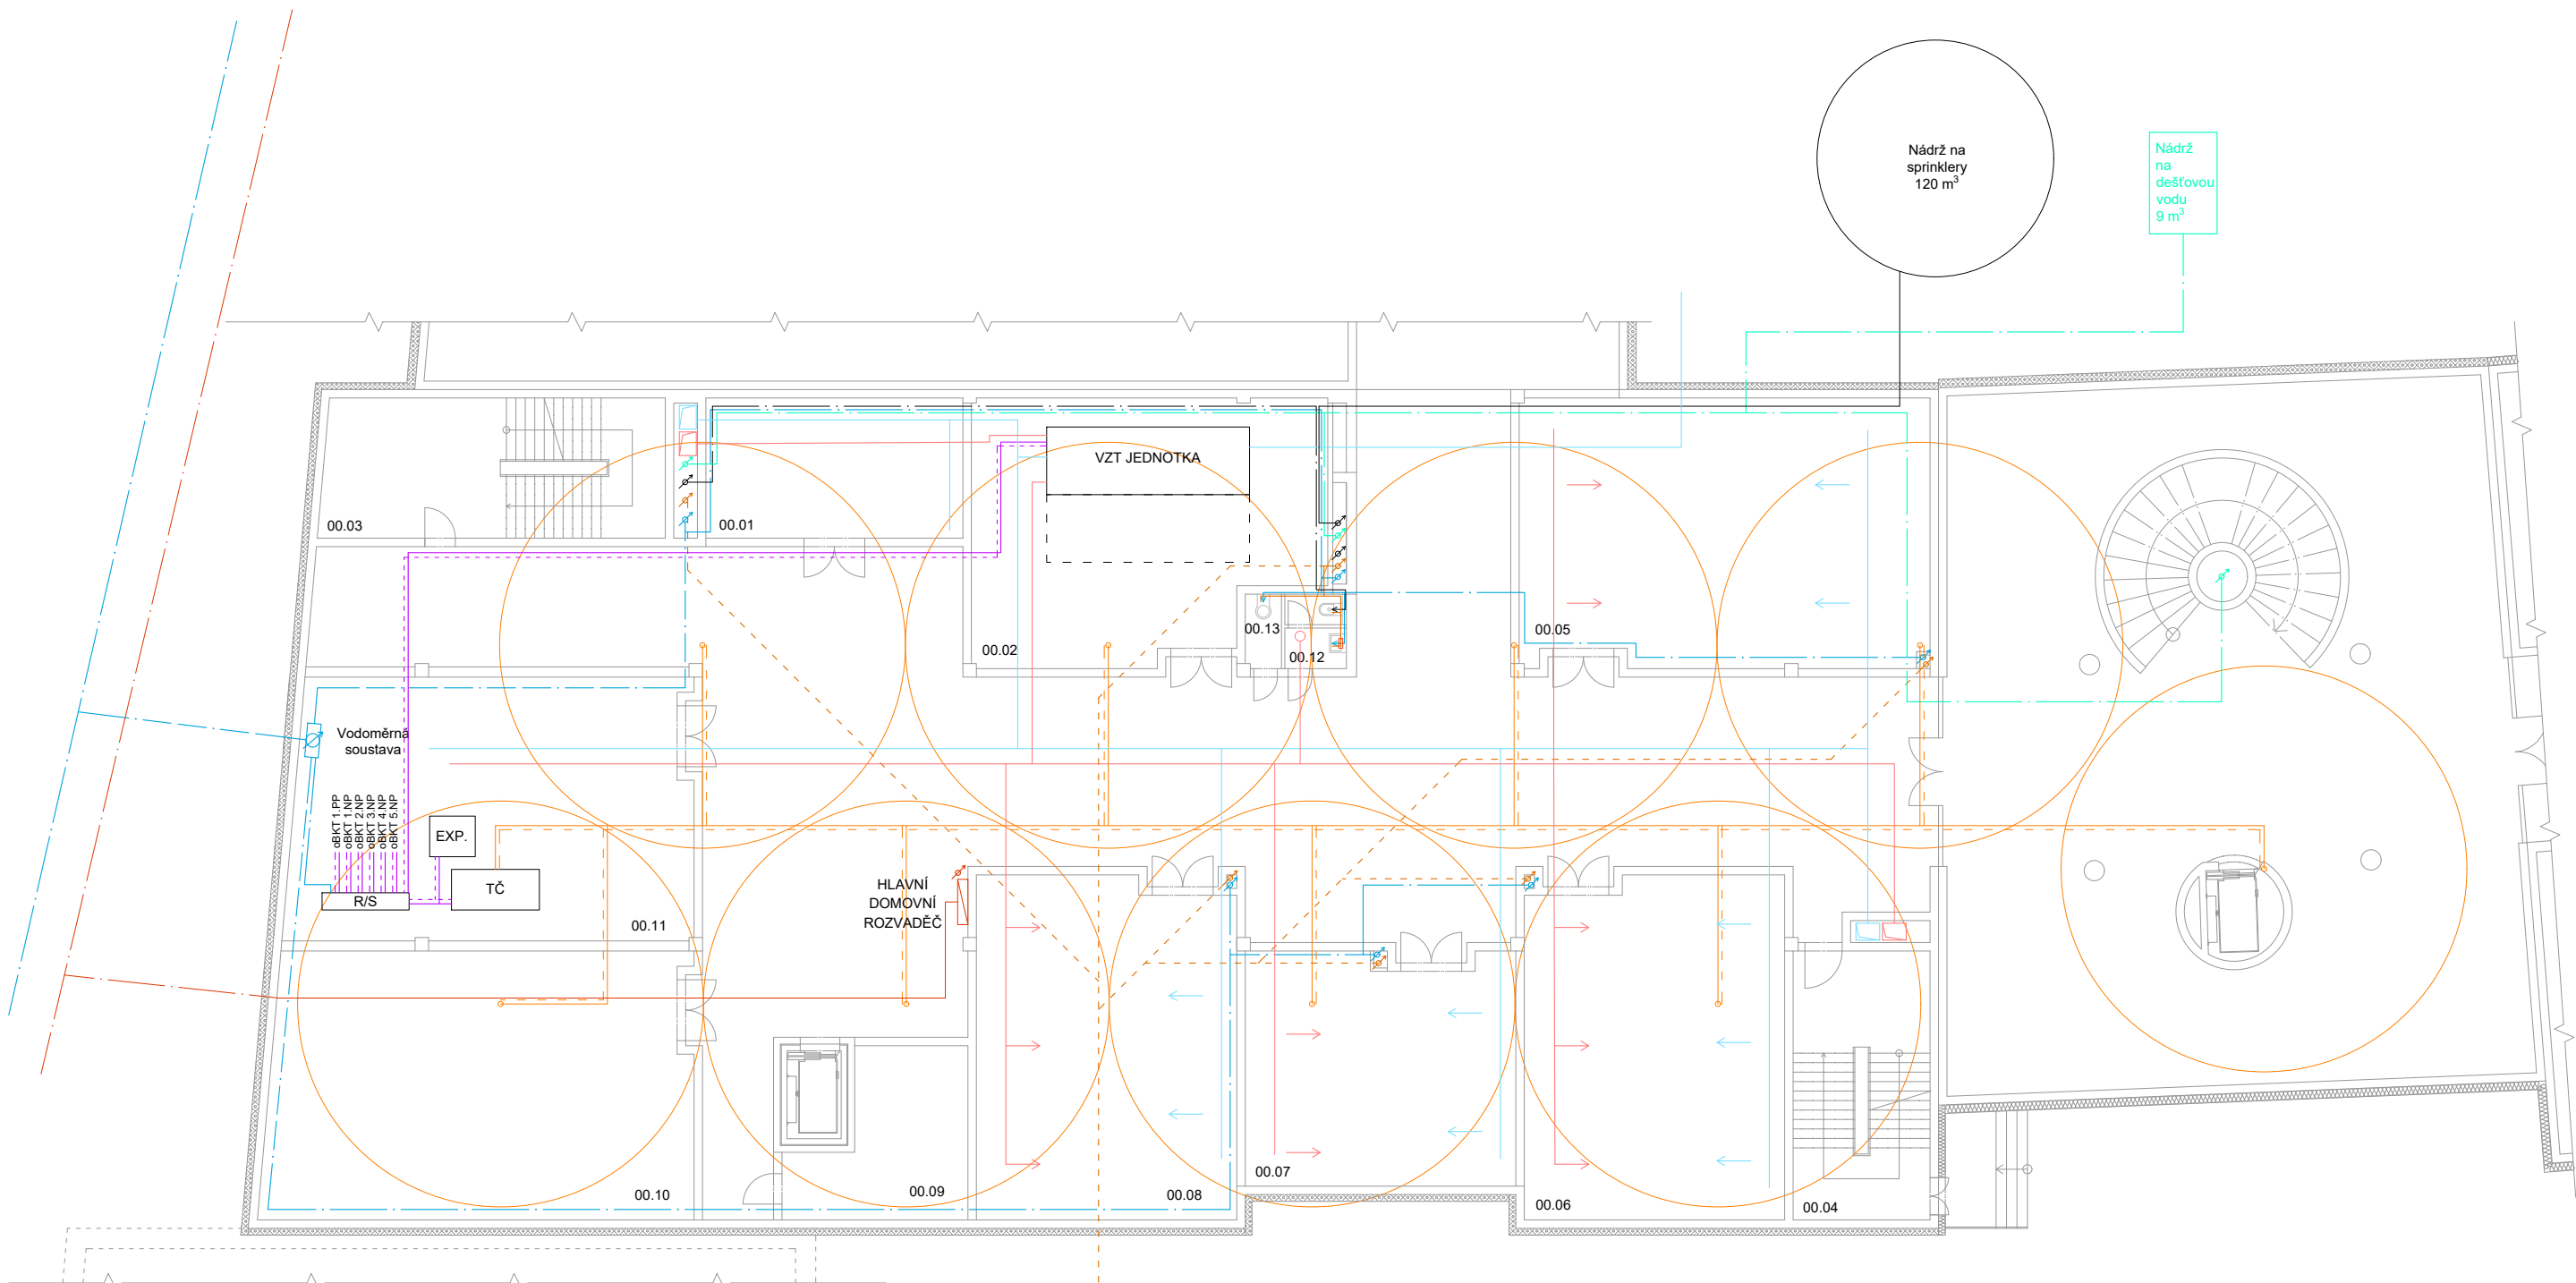 Nádrž na
sprinklery
120 m³
Nádrž
na
dešťovou
vodu
9 m³
VZT JEDNOTKA
00.03
00.01
00.02
00.13
00.12
00.05
Vodoměrná
soustava
oBKT 1.PP
oBKT 1.NP
oBKT 2.NP
oBKT 3.NP
oBKT 4.NP
oBKT 5.NP
EXP.
TČ
R/S
HLAVNÍ
DOMOVNÍ
ROZVADĚČ
00.11
00.10
00.09
00.08
00.07
00.06
00.04